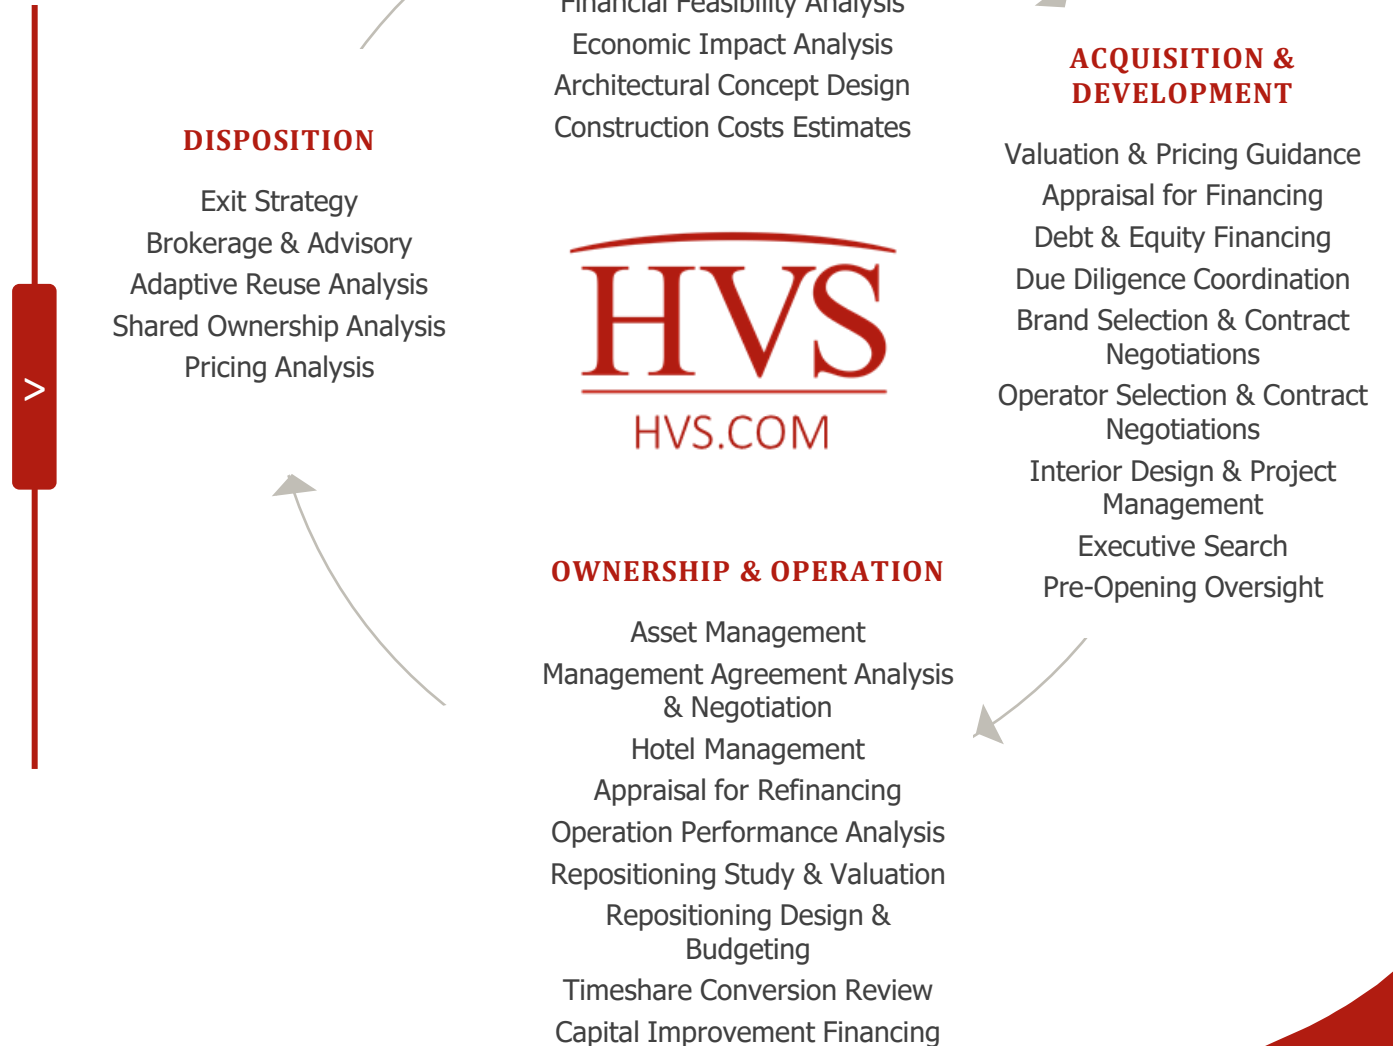 Financial Feasibility Analysis
Economic Impact Analysis
Architectural Concept Design
Construction Costs Estimates
ACQUISITION &
DEVELOPMENT
Valuation & Pricing Guidance
Appraisal for Financing
Debt & Equity Financing
Due Diligence Coordination
Brand Selection & Contract
Negotiations
Operator Selection & Contract
Negotiations
Interior Design & Project
Management
Executive Search
Pre-Opening Oversight
DISPOSITION
Exit Strategy
Brokerage & Advisory
Adaptive Reuse Analysis
Shared Ownership Analysis
Pricing Analysis
>
HVS
HVS.COM
OWNERSHIP & OPERATION
Asset Management
Management Agreement Analysis
& Negotiation
Hotel Management
Appraisal for Refinancing
Operation Performance Analysis
Repositioning Study & Valuation
Repositioning Design &
Budgeting
Timeshare Conversion Review
Capital Improvement Financing